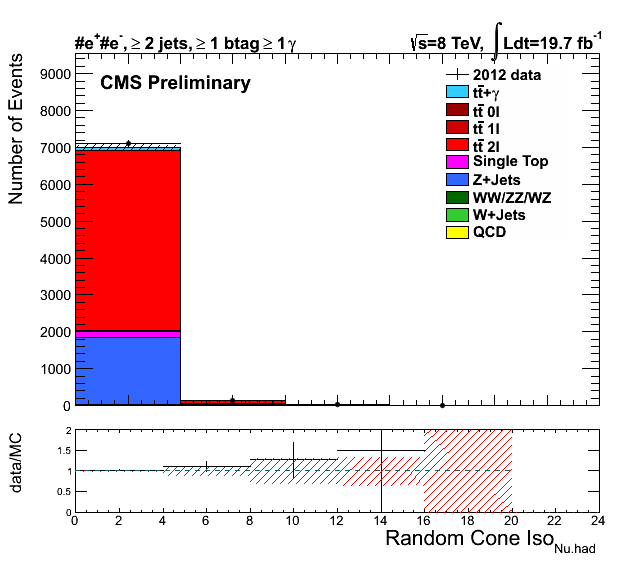 #e⁺#e⁻, ≥ 2 jets, ≥ 1 btag ≥ 1 γ √s=8 TeV, ∫ Ldt=19.7 fb⁻¹
CMS Preliminary
2012 data
tt̄+γ
tt̄ 0l
tt̄ 1l
tt̄ 2l
Single Top
Z+Jets
WW/ZZ/WZ
W+Jets
QCD
Number of Events
9000
8000
7000
6000
5000
4000
3000
2000
1000
0
data/MC
2
1.5
1
0.5
0
0 2 4 6 8 10 12 14 16 18 20 22 24
Random Cone Iso Nu.had